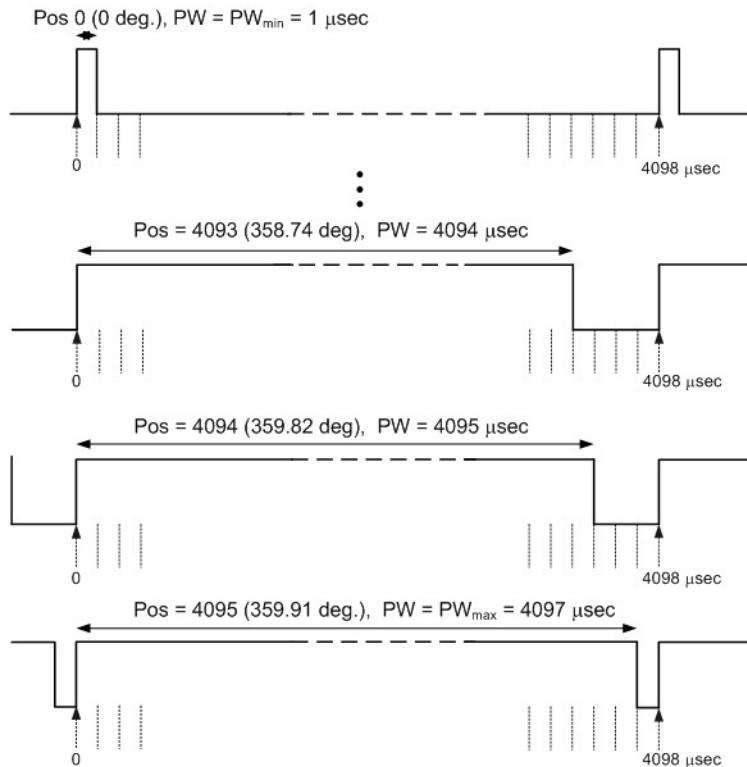 Pos 0 (0 deg.), PW = PWmin = 1 μsec
0
4098 μsec
Pos = 4093 (358.74 deg), PW = 4094 μsec
0
4098 μsec
Pos = 4094 (359.82 deg), PW = 4095 μsec
0
4098 μsec
Pos = 4095 (359.91 deg.), PW = PWmax = 4097 μsec
0
4098 μsec